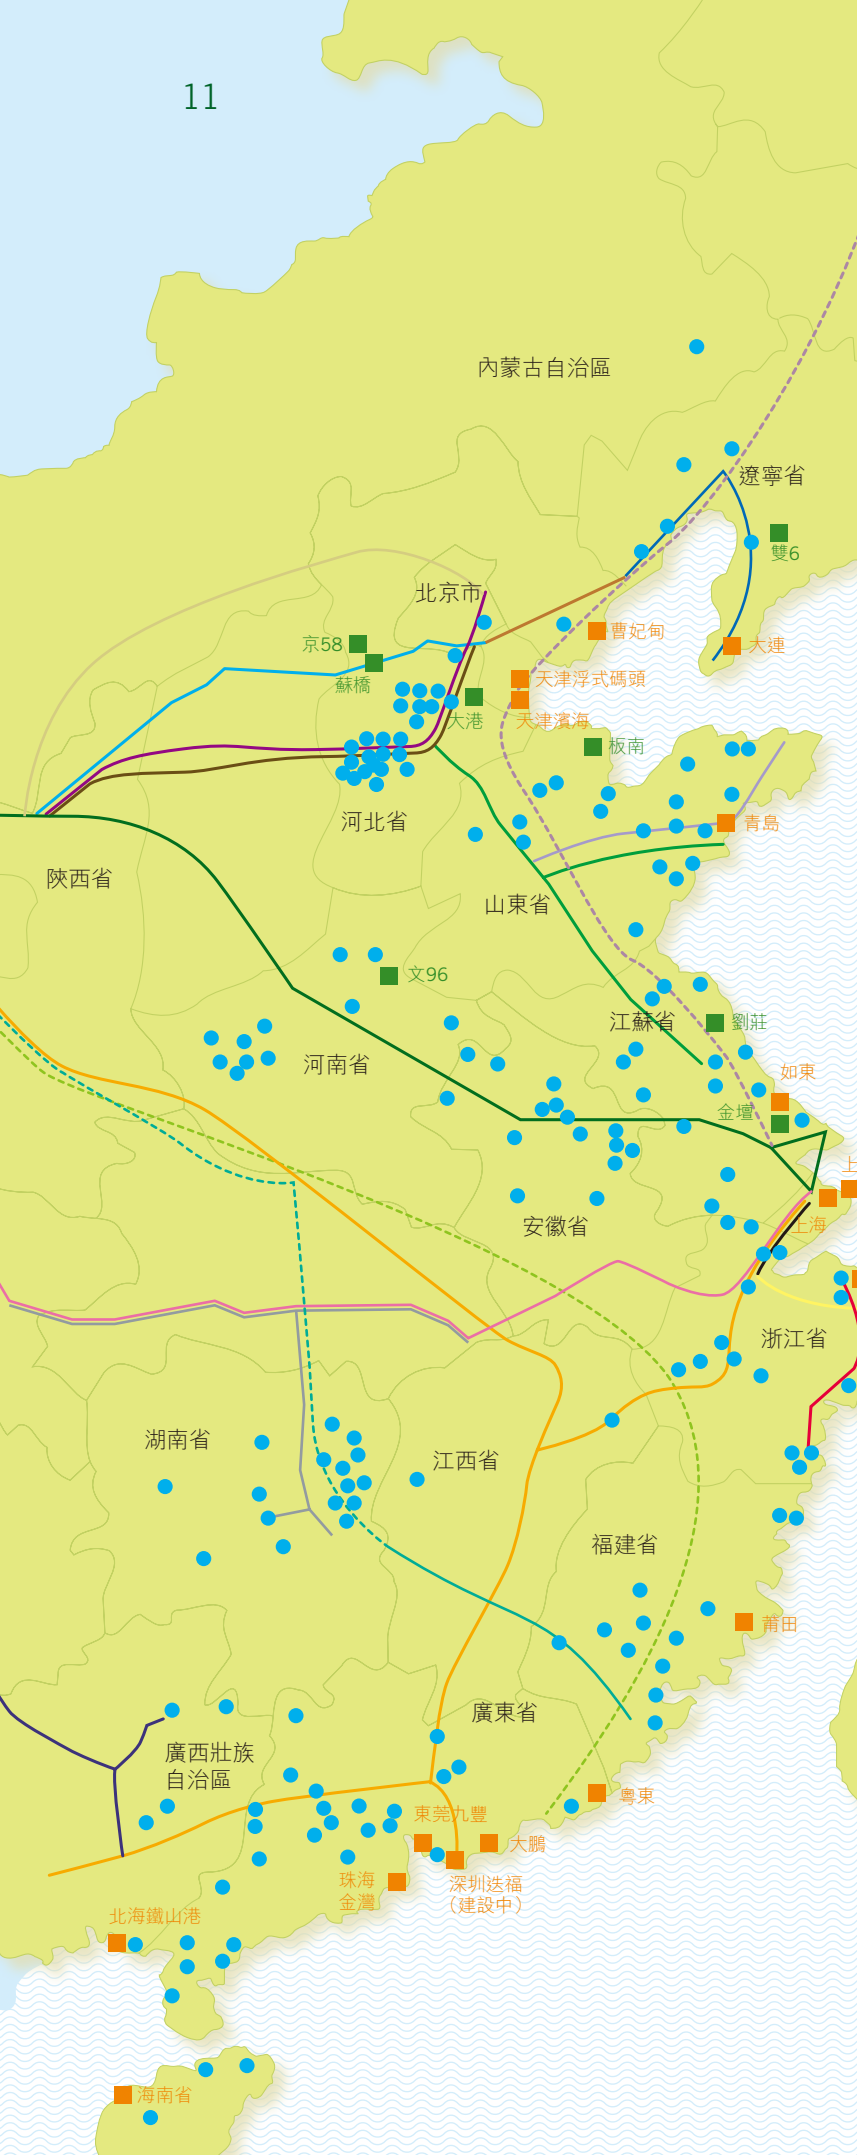 11
內蒙古自治區
遼寧省
雙6
北京市
曹妃甸
京58
大連
天津浮式碼頭
蘇橋
大港
天津濱海
板南
河北省
青島
陝西省
山東省
文96
江蘇省
劉莊
河南省
如東
金壇
上
安徽省
上海
浙江省
湖南省
江西省
福建省
莆田
廣東省
廣西壯族
自治區
粵東
東莞九豐
大鵬
珠海
金灣
深圳迭福
（建設中）
北海鐵山港
海南省